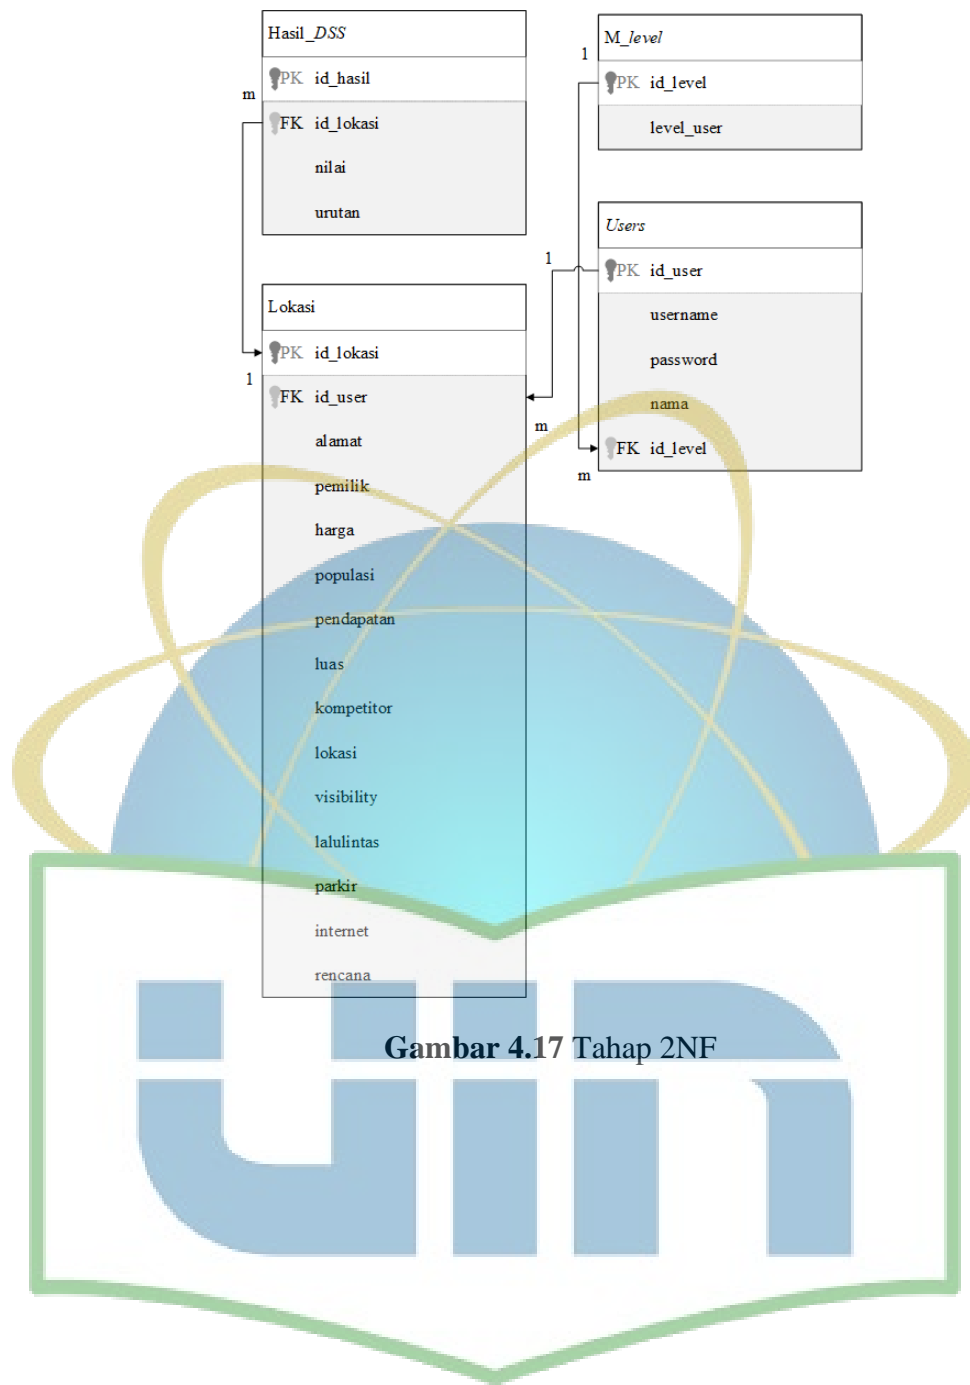 Hasil_DSS
PK id_hasil
m
FK id_lokasi
nilai
urutan
M_level
1
PK id_level
level_user
Users
1
PK id_user
username
password
nama
FK id_level
m
Lokasi
PK id_lokasi
1
FK id_user
m
alamat
pemilik
harga
populasi
pendapatan
luas
kompetitor
lokasi
visibility
lalulintas
parkir
internet
rencana
Gambar 4.17 Tahap 2NF
uin